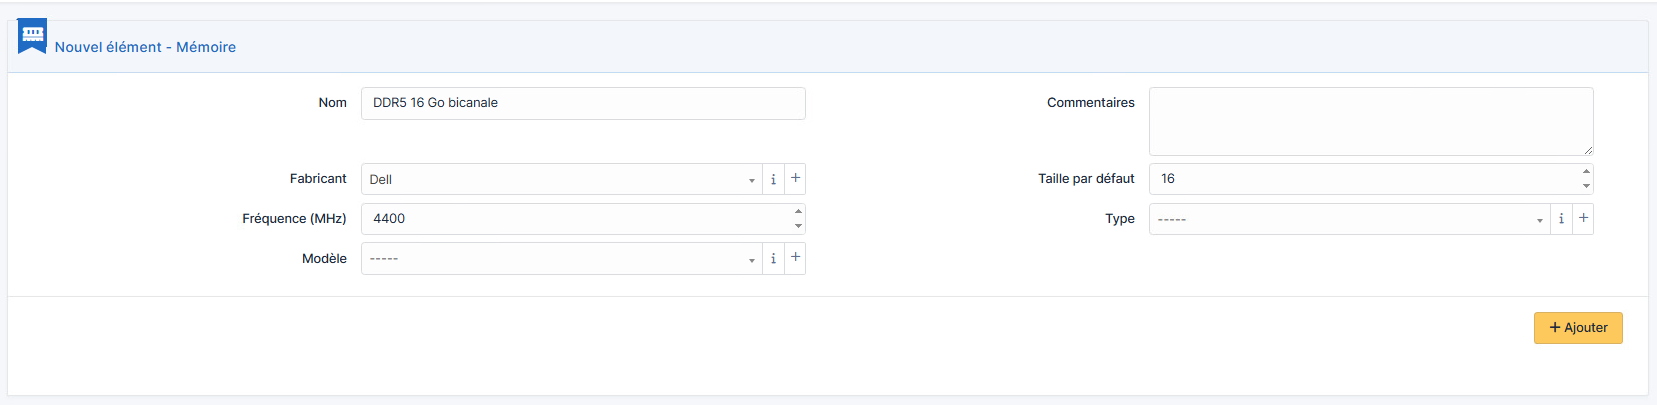 Nouvel élément - Mémoire
Nom DDR5 16 Go bicanale Commentaires
Fabricant Dell i + Taille par défaut 16
Fréquence (MHz) 4400 Type ----- i +
Modèle ----- i +
+ Ajouter